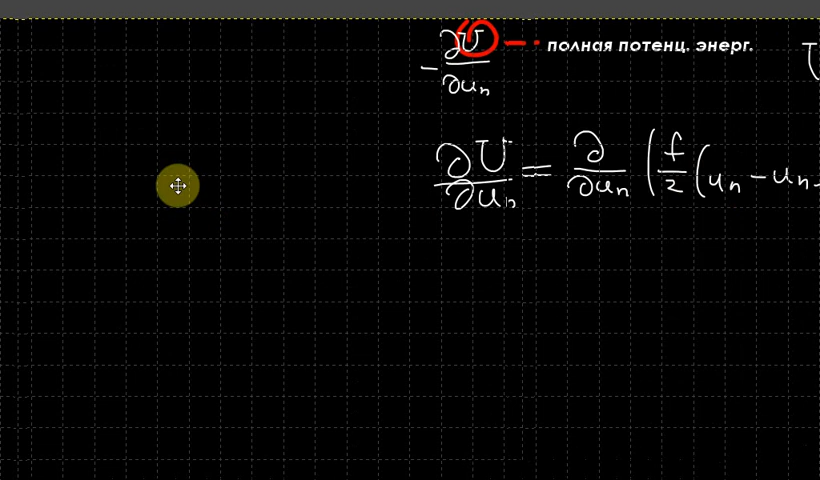 -∂U/∂uₙ — полная потенц. энерг.
∂U/∂uₙ = ∂/∂uₙ (f/2 (uₙ - uₙ₋